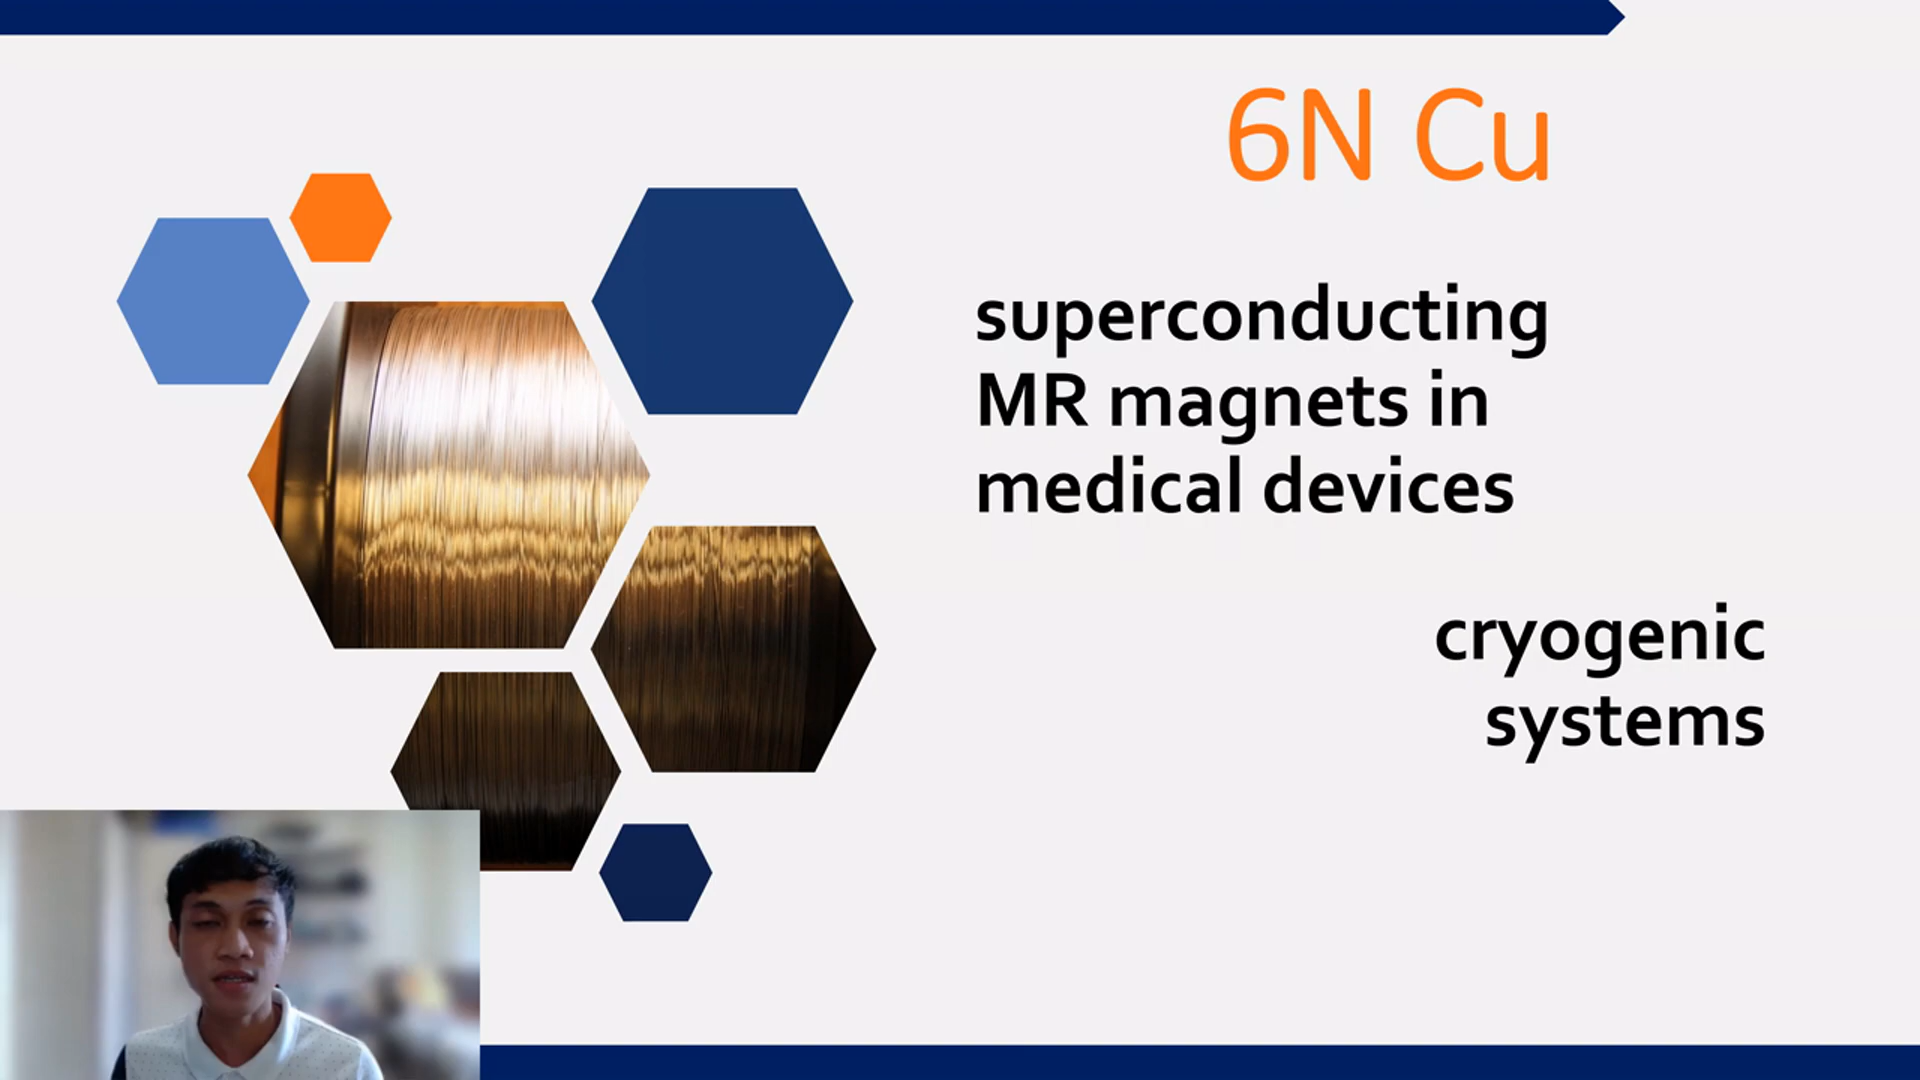 6N Cu
superconducting
MR magnets in
medical devices
cryogenic
systems